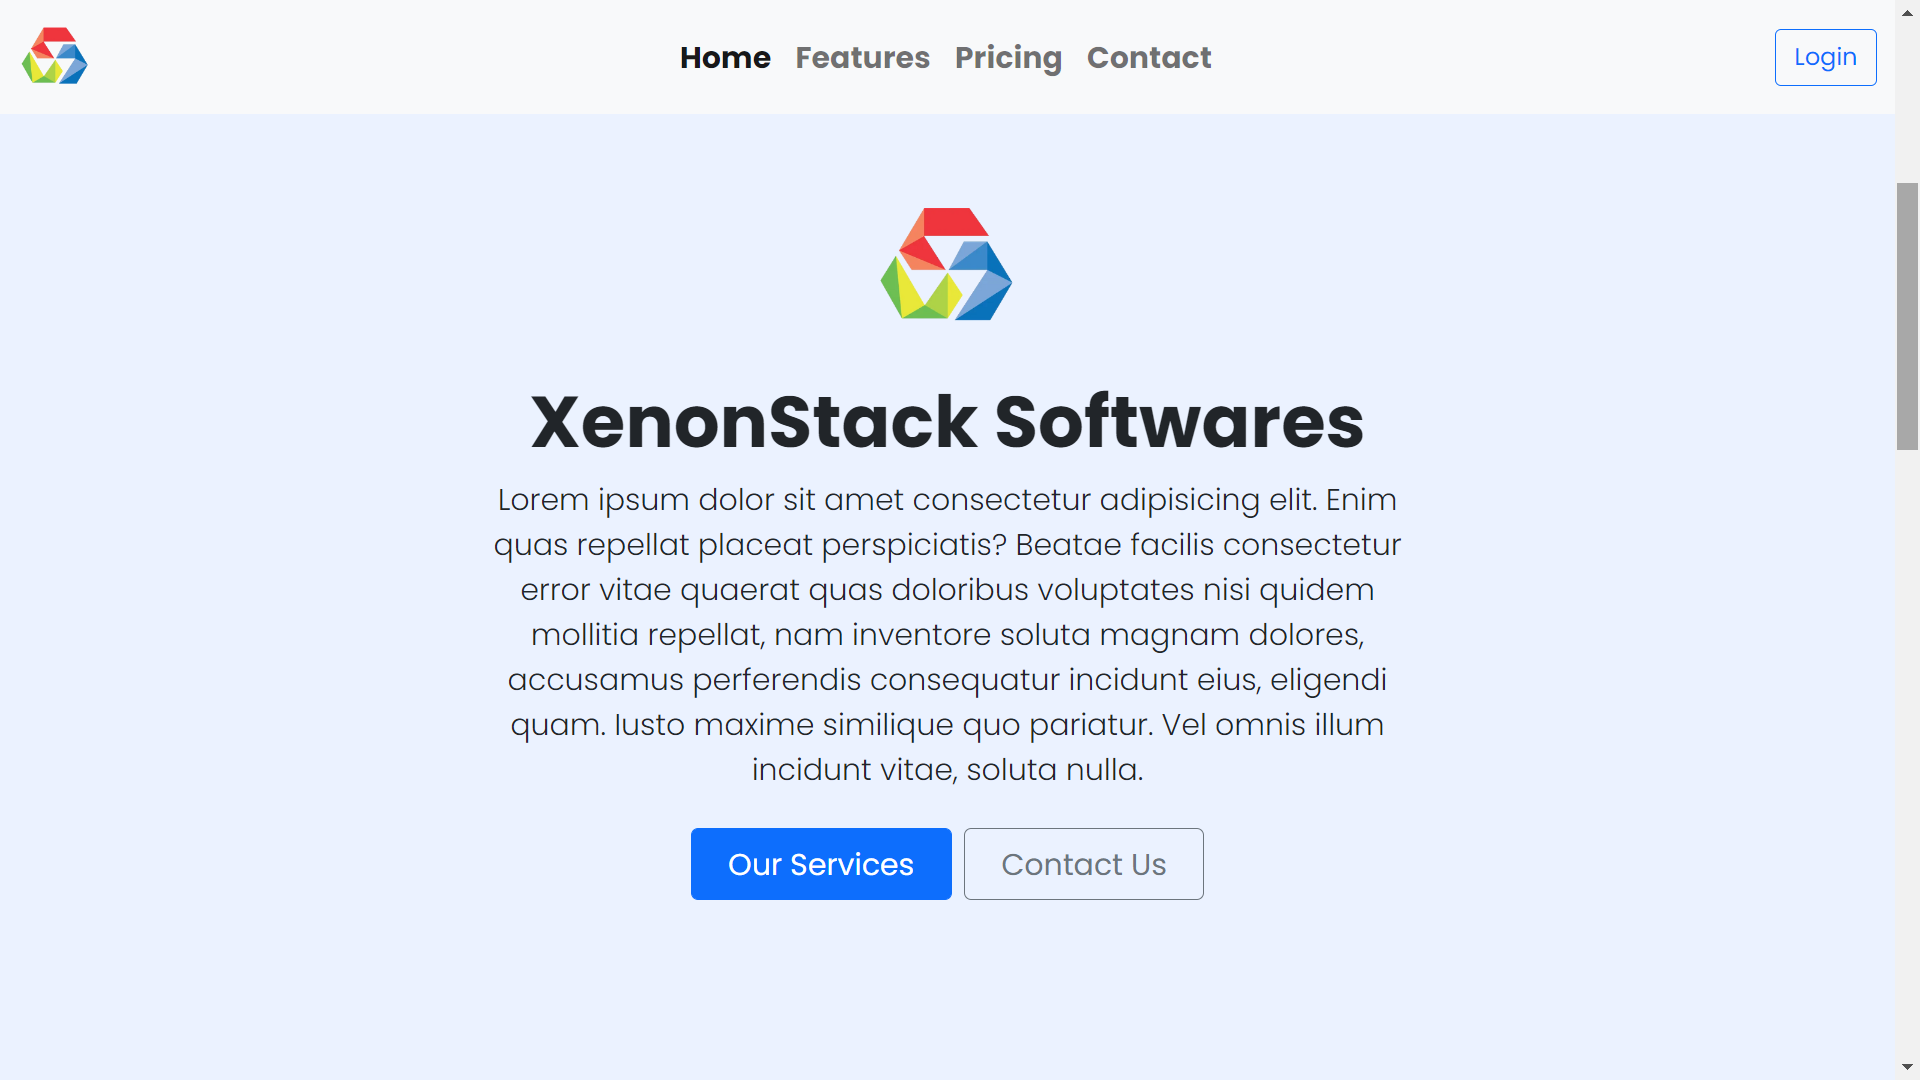 Home Features Pricing Contact Login
XenonStack Softwares
Lorem ipsum dolor sit amet consectetur adipisicing elit. Enim
quas repellat placeat perspiciatis? Beatae facilis consectetur
error vitae quaerat quas doloribus voluptates nisi quidem
mollitia repellat, nam inventore soluta magnam dolores,
accusamus perferendis consequatur incidunt eius, eligendi
quam. Iusto maxime similique quo pariatur. Vel omnis illum
incidunt vitae, soluta nulla.
Our Services Contact Us